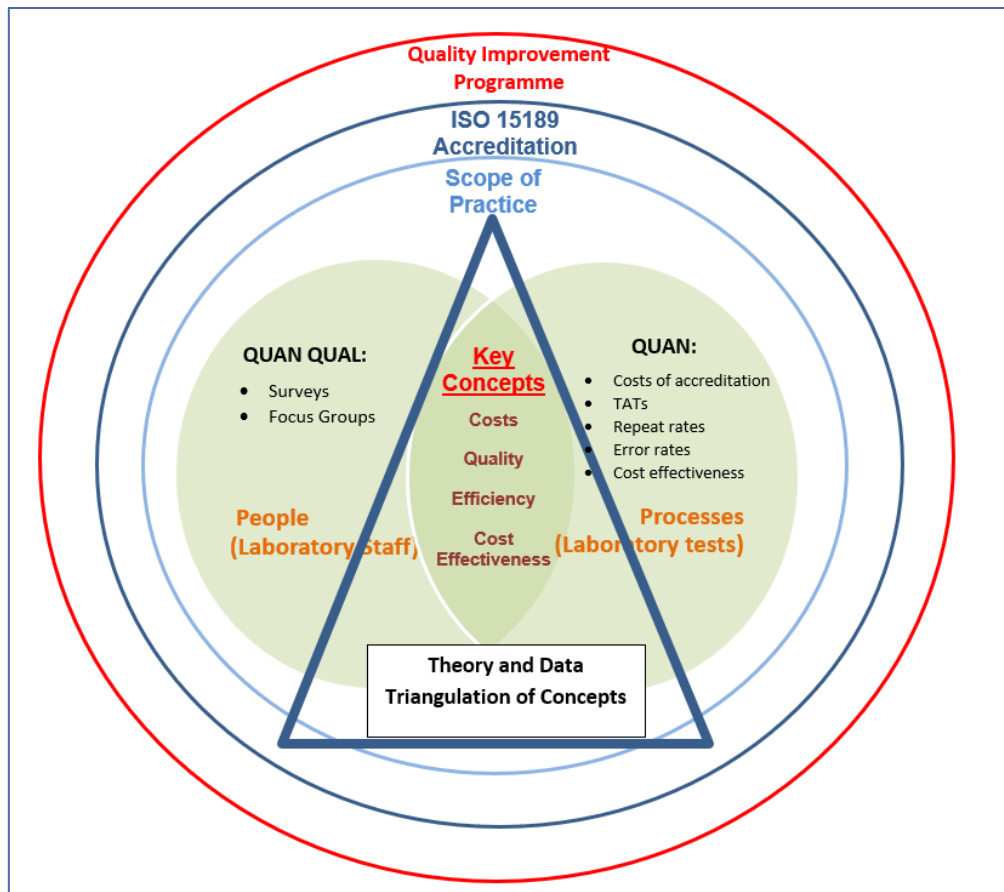 Quality Improvement
Programme
ISO 15189
Accreditation
Scope of
Practice
QUAN QUAL:
• Surveys
• Focus Groups
People
(Laboratory Staff)
Key
Concepts
Costs
Quality
Efficiency
Cost
Effectiveness
QUAN:
• Costs of accreditation
• TATs
• Repeat rates
• Error rates
• Cost effectiveness
Processes
(Laboratory tests)
Theory and Data
Triangulation of Concepts